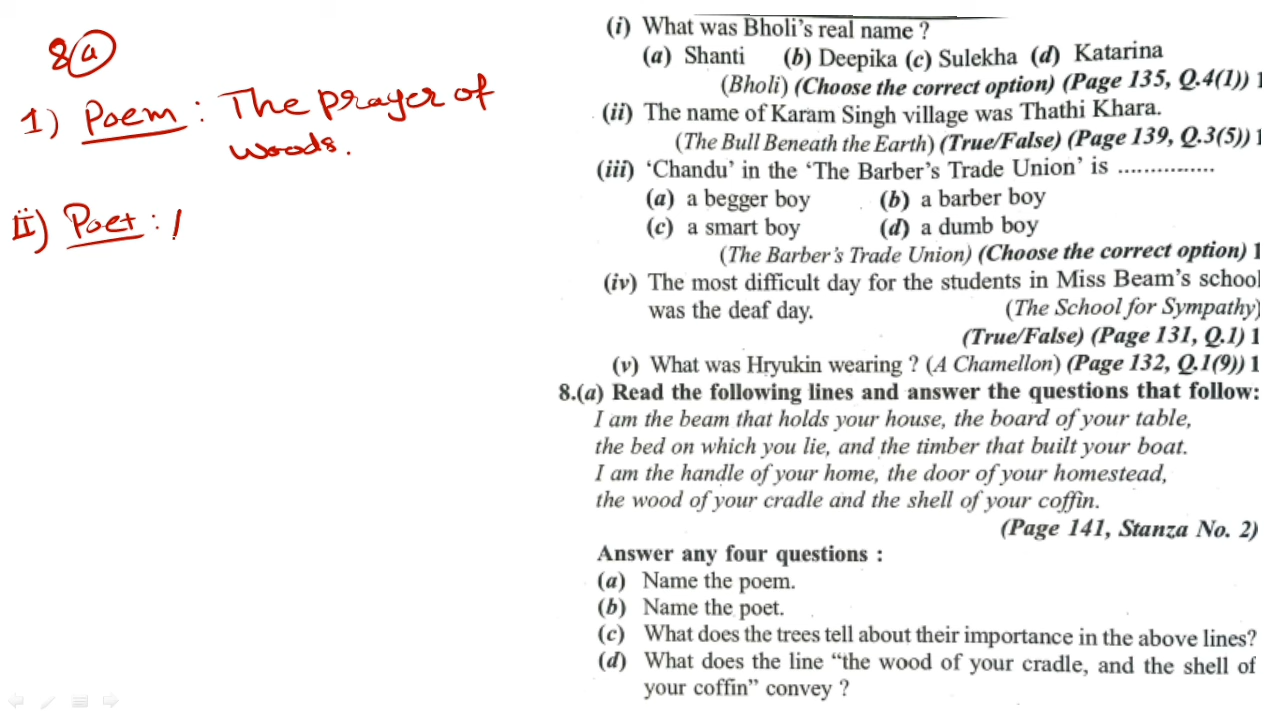 8(a)
1) Poem : The prayer of
woods.
II) Poet :
(i) What was Bholi's real name ?
(a) Shanti (b) Deepika (c) Sulekha (d) Katarina
(Bholi) (Choose the correct option) (Page 135, Q.4(1)) 1
(ii) The name of Karam Singh village was Thathi Khara.
(The Bull Beneath the Earth) (True/False) (Page 139, Q.3(5)) 1
(iii) 'Chandu' in the 'The Barber's Trade Union' is ...............
(a) a begger boy (b) a barber boy
(c) a smart boy (d) a dumb boy
(The Barber's Trade Union) (Choose the correct option) 1
(iv) The most difficult day for the students in Miss Beam's school
was the deaf day. (The School for Sympathy)
(True/False) (Page 131, Q.1) 1
(v) What was Hryukin wearing ? (A Chamellon) (Page 132, Q.1(9)) 1
8.(a) Read the following lines and answer the questions that follow:
I am the beam that holds your house, the board of your table,
the bed on which you lie, and the timber that built your boat.
I am the handle of your home, the door of your homestead,
the wood of your cradle and the shell of your coffin.
(Page 141, Stanza No. 2)
Answer any four questions :
(a) Name the poem.
(b) Name the poet.
(c) What does the trees tell about their importance in the above lines?
(d) What does the line "the wood of your cradle, and the shell of
your coffin" convey ?